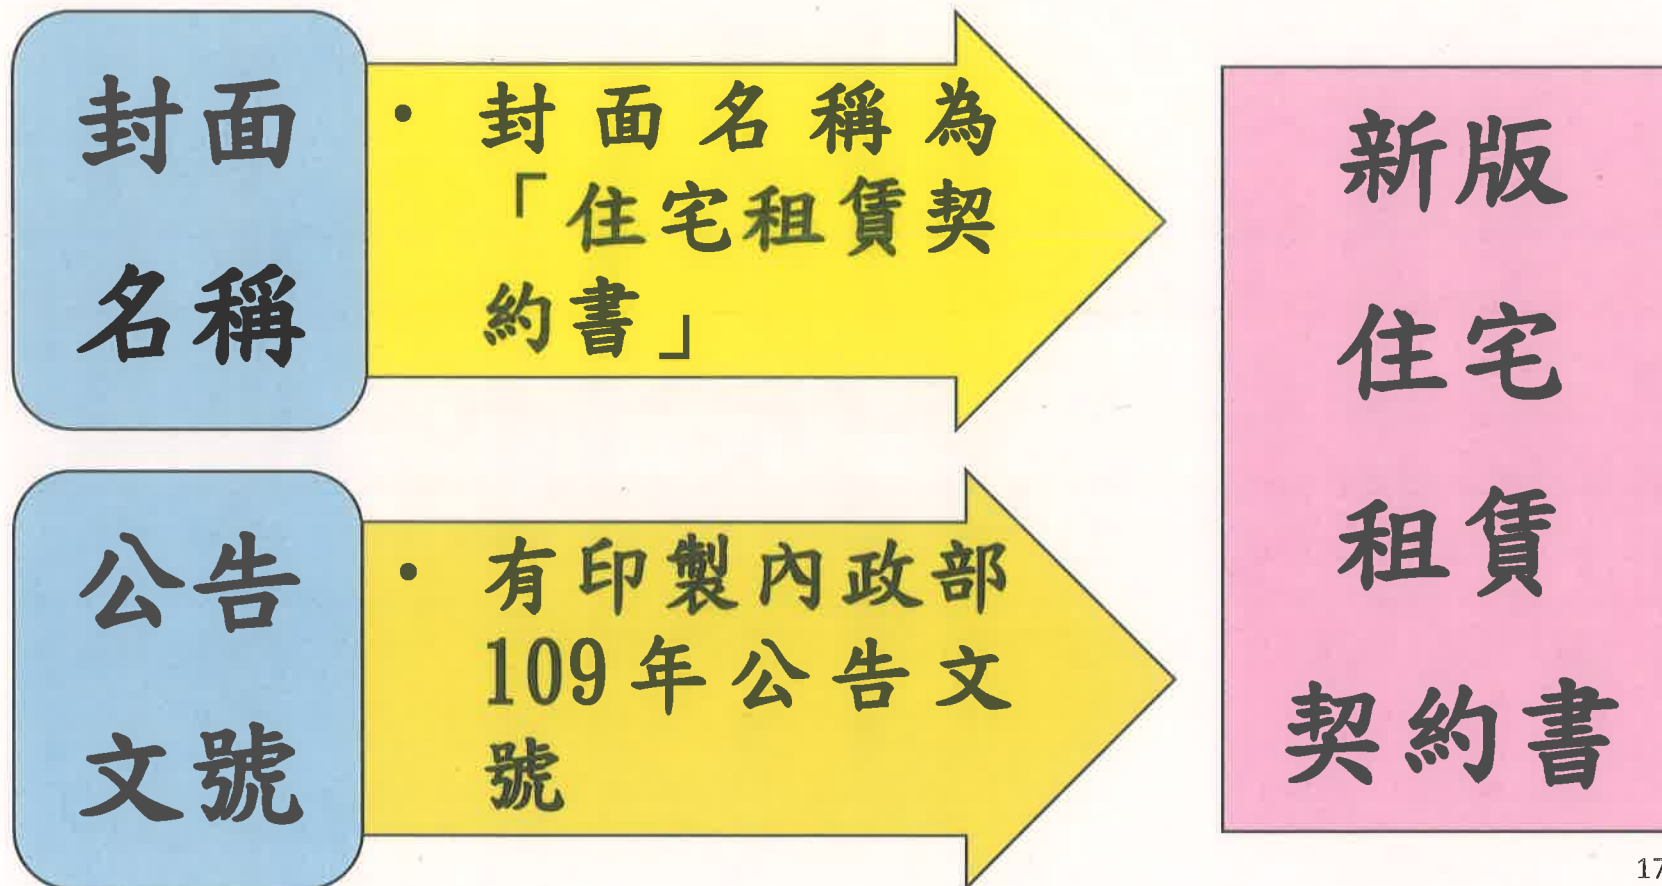 封面
名稱
• 封面名稱為
「住宅租賃契
約書」
公告
文號
• 有印製內政部
109年公告文
號
新版
住宅
租賃
契約書
17